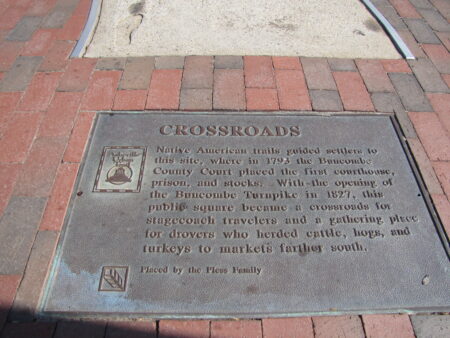 CROSSROADS
Native American trails guided settlers to
this site, where in 1793 the Buncombe
County Court placed the first courthouse,
prison, and stocks. With the opening of
the Buncombe Turnpike in 1827, this
public square became a crossroads for
stagecoach travelers and a gathering place
for drovers who herded cattle, hogs, and
turkeys to markets farther south.
Placed by the Pless Family